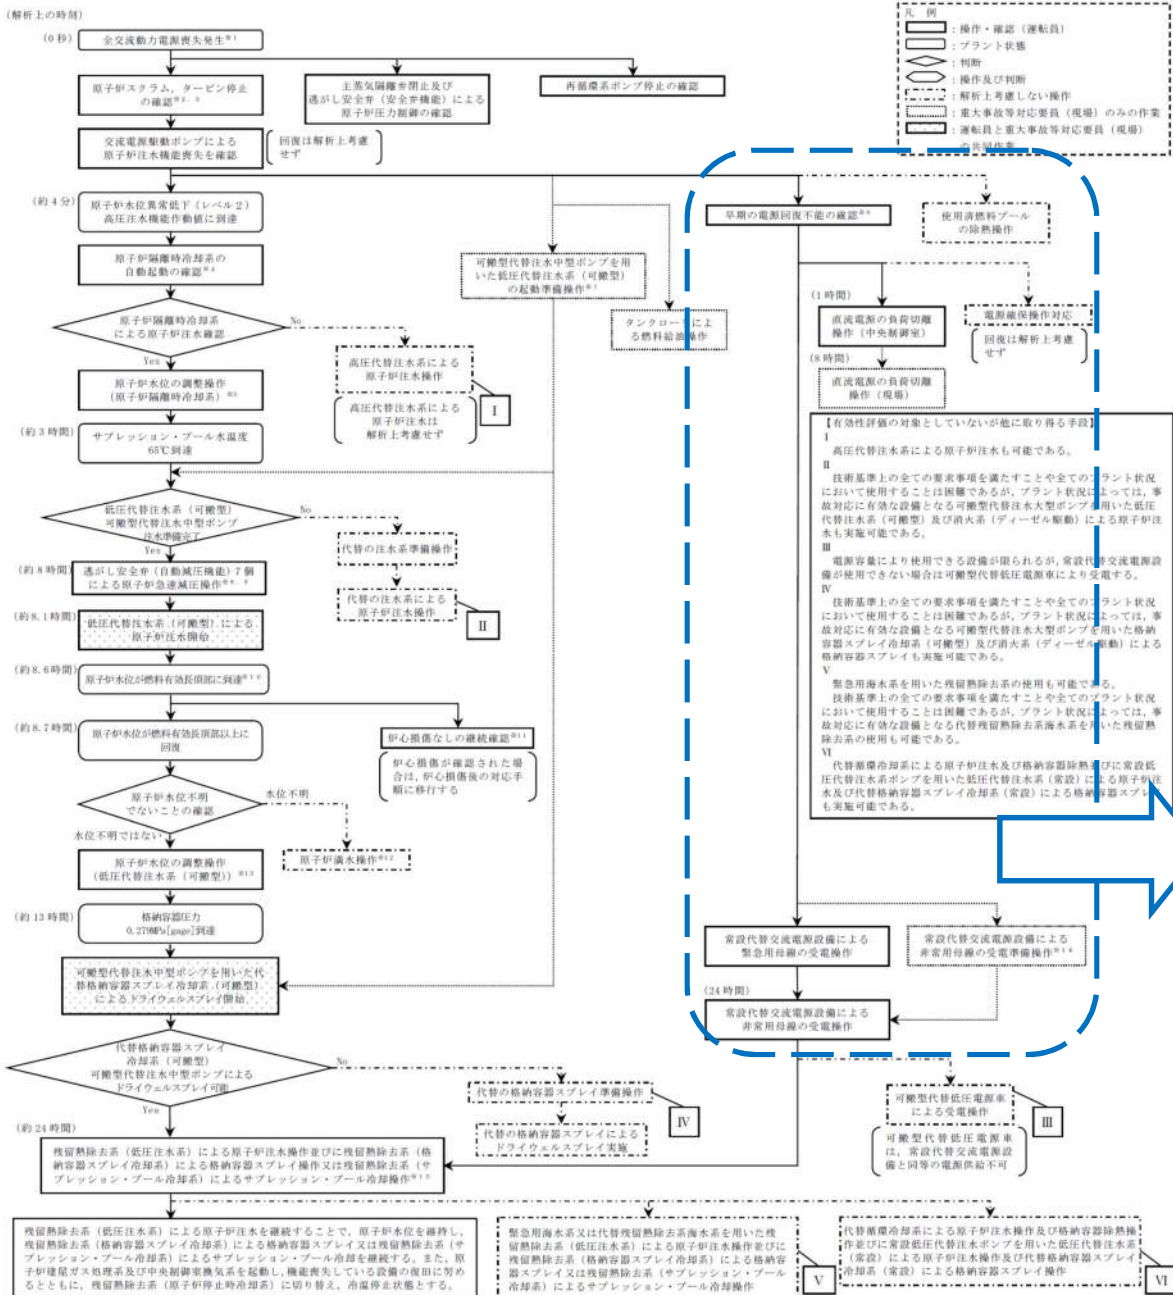 (解析上の時刻)
(0秒)
全交流動力電源喪失発生※1
原子炉スクラム、タービン停止
の確認※2, 3
主蒸気隔離弁閉止及び
逃がし安全弁(安全弁機能)による
原子炉圧力制御の確認
再循環系ポンプ停止の確認
交流電源駆動ポンプによる
原子炉注水機能喪失を確認
回復は解析上考慮
せず
凡 例
:操作・確認(運転員)
:プラント状態
:判断
:操作及び判断
:解析上考慮しない操作
:重大事故等対応要員(現場)のみの作業
:運転員と重大事故等対応要員(現場)
の共同作業
(約4分)
原子炉水位異常低下(レベル2)
高圧注水機能作動値に到達
原子炉隔離時冷却系の
自動起動の確認※4
原子炉隔離時冷却系
による原子炉注水確認
No
Yes
高圧代替注水系による
原子炉注水操作
I
高圧代替注水系による
原子炉注水は
解析上考慮せず
原子炉水位の調整操作
(原子炉隔離時冷却系)※5
(約3時間)
サプレッション・プール水温度
65℃到達
早期の電源回復不能の確認※6
使用済燃料プール
の除熱操作
可搬型代替注水中型ポンプを用
いた低圧代替注水系(可搬型)
の起動準備操作※7
タンクローリによ
る燃料給油操作
(1時間)
直流電源の負荷切離
操作(中央制御室)
電源確保操作対応
回復は解析上考慮
せず
(8時間)
直流電源の負荷切離
操作(現場)
低圧代替注水系(可搬型)
可搬型代替注水中型ポンプ
注水準備完了
No
Yes
代替の注水系準備操作
代替の注水系による
原子炉注水操作
II
(約8時間)
逃がし安全弁(自動減圧機能)7個
による原子炉急速減圧操作※8, 9
(約8.1時間)
低圧代替注水系(可搬型)による
原子炉注水開始
(約8.6時間)
原子炉水位が燃料有効長頂部に到達※10
(約8.7時間)
原子炉水位が燃料有効長頂部以上に
回復
炉心損傷なしの継続確認※11
炉心損傷が確認された場
合は、炉心損傷後の対応手
順に移行する
原子炉水位不明
でないことの確認
水位不明
水位不明ではない
原子炉満水操作※12
原子炉水位の調整操作
(低圧代替注水系(可搬型))※13
(約13時間)
格納容器圧力
0.279MPa[gage]到達
可搬型代替注水中型ポンプを用いた代
替格納容器スプレイ冷却系(可搬型)
によるドライウェルスプレイ開始
【有効性評価の対象としていないが他に取り得る手段】
I
高圧代替注水系による原子炉注水も可能である。
II
技術基準上の全ての要求事項を満たすことや全てのプラント状況
において使用することは困難であるが、プラント状況によっては、事
故対応に有効な設備となる可搬型代替注水大型ポンプを用いた低圧
代替注水系(可搬型)及び消火系(ディーゼル駆動)による原子炉注
水も実施可能である。
III
電源容量により使用できる設備が限られるが、常設代替交流電源設
備が使用できない場合は可搬型代替低圧電源車により受電する。
IV
技術基準上の全ての要求事項を満たすことや全てのプラント状況
において使用することは困難であるが、プラント状況によっては、事
故対応に有効な設備となる可搬型代替注水大型ポンプを用いた格納
容器スプレイ冷却系(可搬型)及び消火系(ディーゼル駆動)による
格納容器スプレイも実施可能である。
V
緊急用海水系を用いた残留熱除去系の使用も可能である。
技術基準上の全ての要求事項を満たすことや全てのプラント状況
において使用することは困難であるが、プラント状況によっては、事
故対応に有効な設備となる代替残留熱除去系海水系を用いた残留熱
除去系の使用も可能である。
VI
代替循環冷却系による原子炉注水及び格納容器除熱並びに常設低
圧代替注水系ポンプを用いた低圧代替注水系(常設)による原子炉注
水及び代替格納容器スプレイ冷却系(常設)による格納容器スプレイ
も実施可能である。
常設代替交流電源設備による
緊急用母線の受電操作
常設代替交流電源設備による
非常用母線の受電準備操作※14
(24時間)
常設代替交流電源設備による
非常用母線の受電操作
代替格納容器スプレイ
冷却系(可搬型)
可搬型代替注水中型ポンプによる
ドライウェルスプレイ可能
No
Yes
代替の格納容器スプレイ準備操作
代替の格納容器スプレイによる
ドライウェルスプレイ実施
IV
可搬型代替低圧電源車
による受電操作
III
可搬型代替低圧電源車
は、常設代替交流電源設
備と同等の電源供給不可
(約24時間)
残留熱除去系(低圧注水系)による原子炉注水操作並びに残留熱除去系(格
納容器スプレイ冷却系)による格納容器スプレイ操作又は残留熱除去系(サ
プレッション・プール冷却系)によるサプレッション・プール冷却操作※15
残留熱除去系(低圧注水系)による原子炉注水を継続することで、原子炉水位を維持し、
残留熱除去系(格納容器スプレイ冷却系)による格納容器スプレイ又は残留熱除去系(サ
プレッション・プール冷却系)によるサプレッション・プール冷却を継続する。また、原
子炉建屋ガス処理系及び中央制御室換気系を起動し、機能喪失している設備の復旧に努め
るとともに、残留熱除去系(原子炉停止時冷却系)に切り替え、冷温停止状態とする。
緊急用海水系又は代替残留熱除去系海水系を用いた残
留熱除去系(低圧注水系)による原子炉注水操作並びに
残留熱除去系(格納容器スプレイ冷却系)による格納容
器スプレイ又は残留熱除去系(サプレッション・プール
冷却系)によるサプレッション・プール冷却操作
V
代替循環冷却系による原子炉注水操作及び格納容器除熱操
作並びに常設低圧代替注水系ポンプを用いた低圧代替注水系
(常設)による原子炉注水操作及び代替格納容器スプレイ
冷却系(常設)による格納容器スプレイ操作
VI